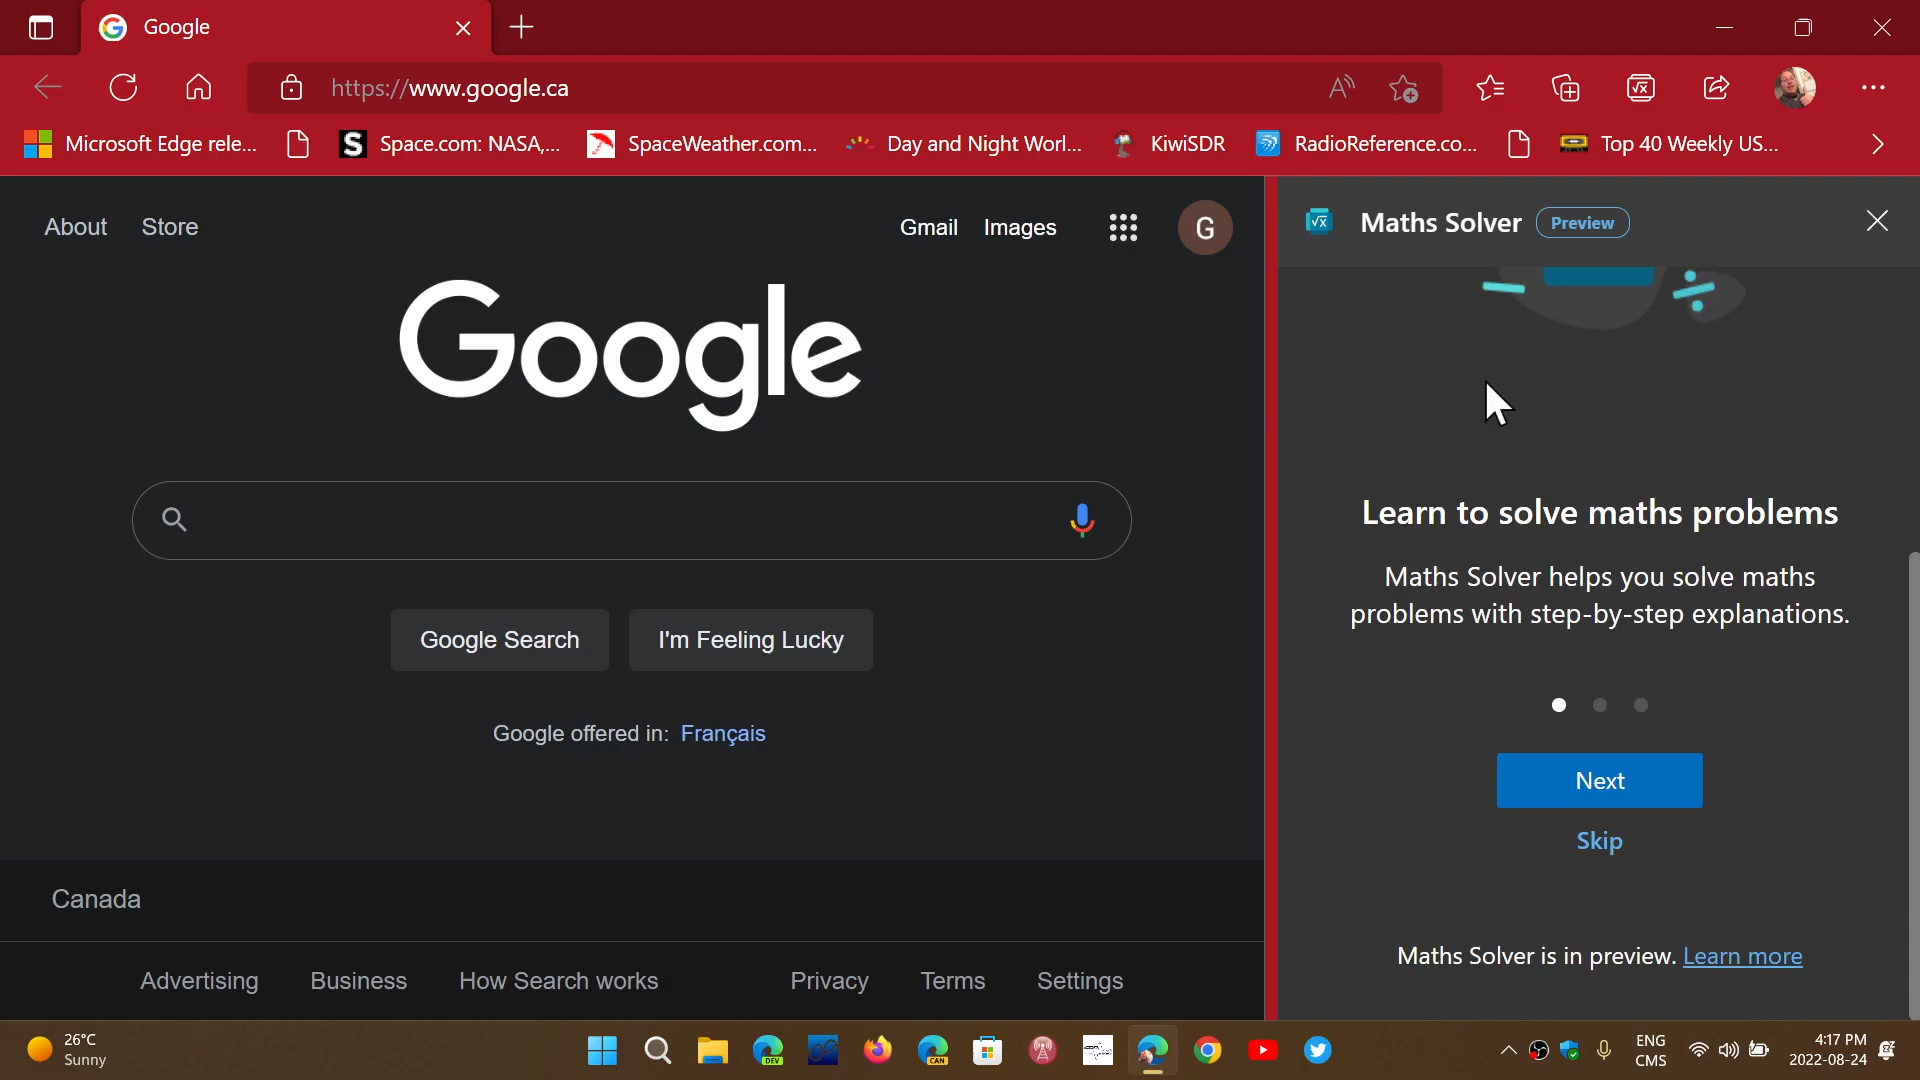 Google
https://www.google.ca
Microsoft Edge rele...
Space.com: NASA,...
SpaceWeather.com...
Day and Night Worl...
KiwiSDR
RadioReference.co...
Top 40 Weekly US...
About
Store
Gmail
Images
G
Google
Google Search
I'm Feeling Lucky
Google offered in: Français
Canada
Advertising
Business
How Search works
Privacy
Terms
Settings
Maths Solver
Preview
Learn to solve maths problems
Maths Solver helps you solve maths
problems with step-by-step explanations.
Next
Skip
Maths Solver is in preview. Learn more
26°C
Sunny
DEV
CAN
ENG
CMS
4:17 PM
2022-08-24